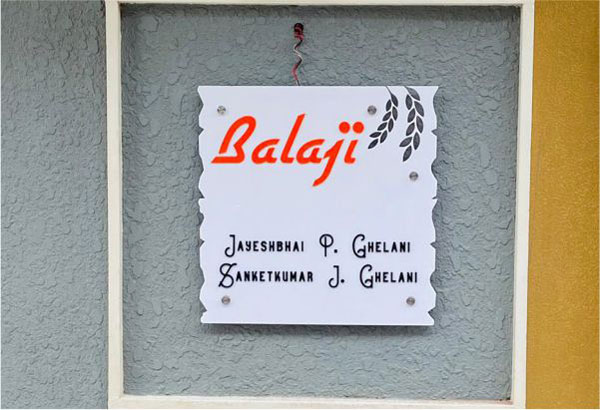 Balaji
Jayeshbhai P. Ghelani
Sanketkumar J. Ghelani